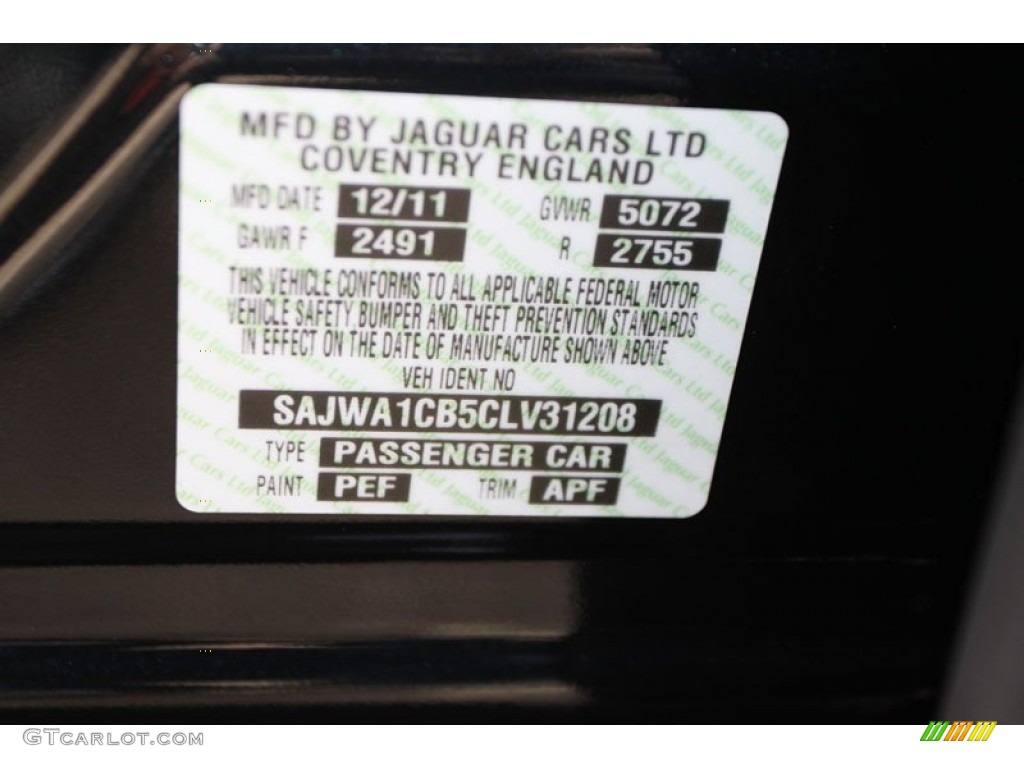 MFD BY JAGUAR CARS LTD
COVENTRY ENGLAND
MFD DATE 12/11 GVWR 5072
GAWR F 2491 R 2755
THIS VEHICLE CONFORMS TO ALL APPLICABLE FEDERAL MOTOR
VEHICLE SAFETY, BUMPER AND THEFT PREVENTION STANDARDS
IN EFFECT ON THE DATE OF MANUFACTURE SHOWN ABOVE
VEH IDENT NO
SAJWA1CB5CLV31208
TYPE PASSENGER CAR
PAINT PEF TRIM APF
GTCarlot.com